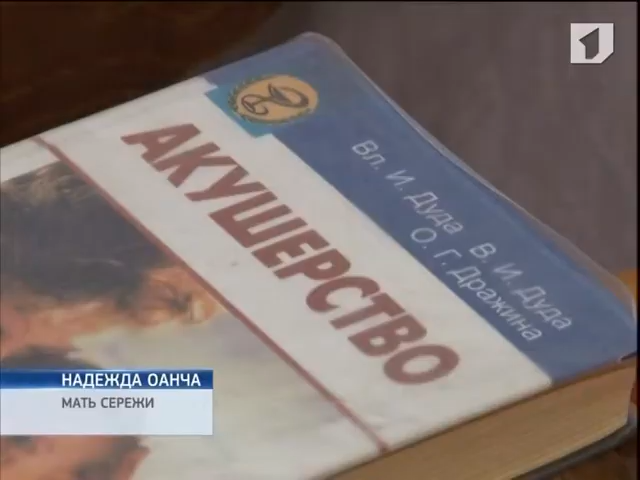 1
Вл. И. Дуда В. И. Дуда
О. Г. Дражина
АКУШЕРСТВО
НАДЕЖДА ОАНЧА
МАТЬ СЕРЕЖИ